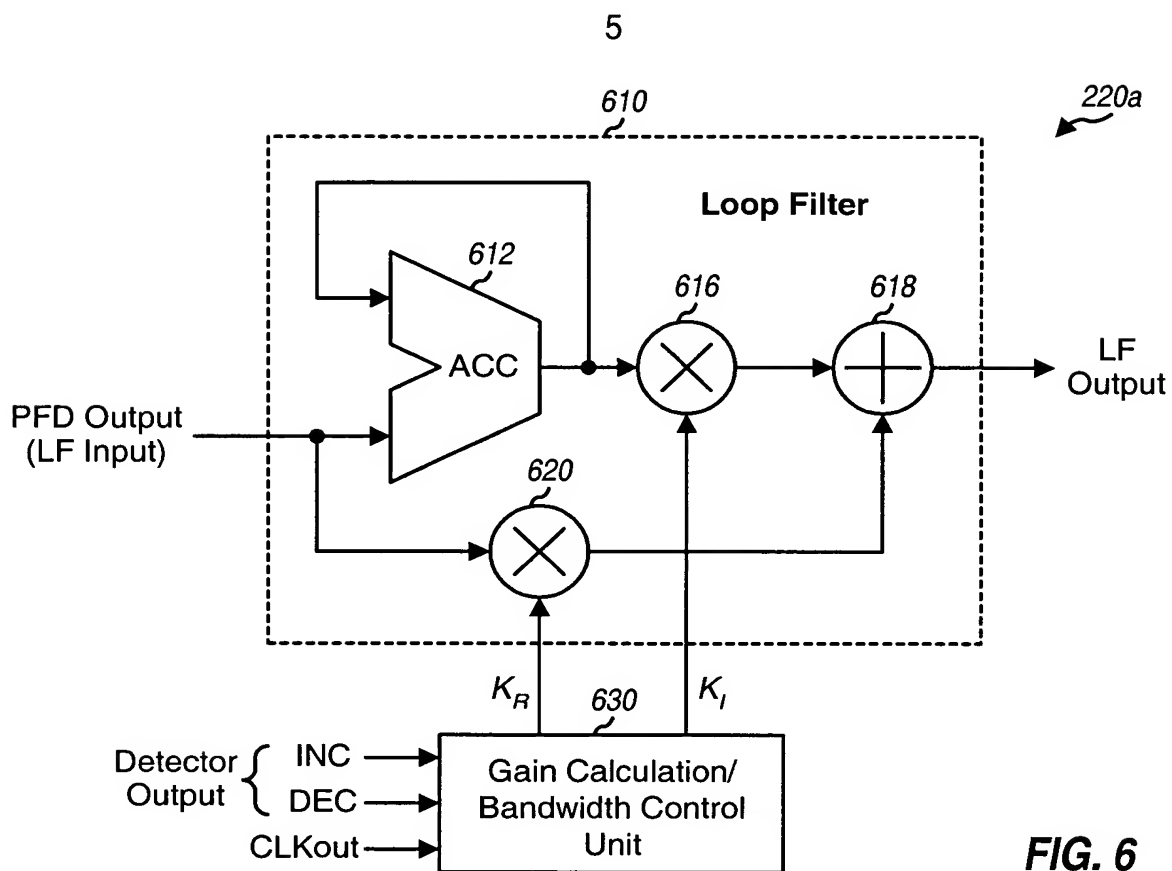 5
610
220a
Loop Filter
612
616
618
ACC
LF
Output
PFD Output
(LF Input)
620
K_R
K_I
630
Detector
Output
INC
DEC
CLKout
Gain Calculation/
Bandwidth Control
Unit
FIG. 6